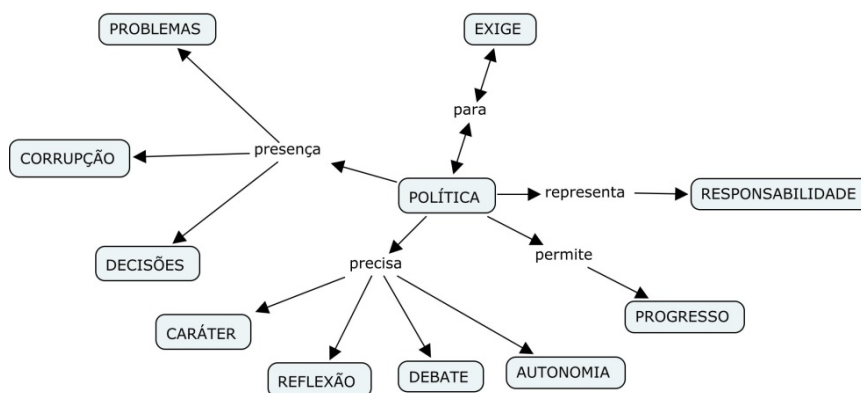 PROBLEMAS
EXIGE
para
presença
CORRUPÇÃO
POLÍTICA
representa
RESPONSABILIDADE
DECISÕES
precisa
permite
CARÁTER
PROGRESSO
REFLEXÃO
DEBATE
AUTONOMIA